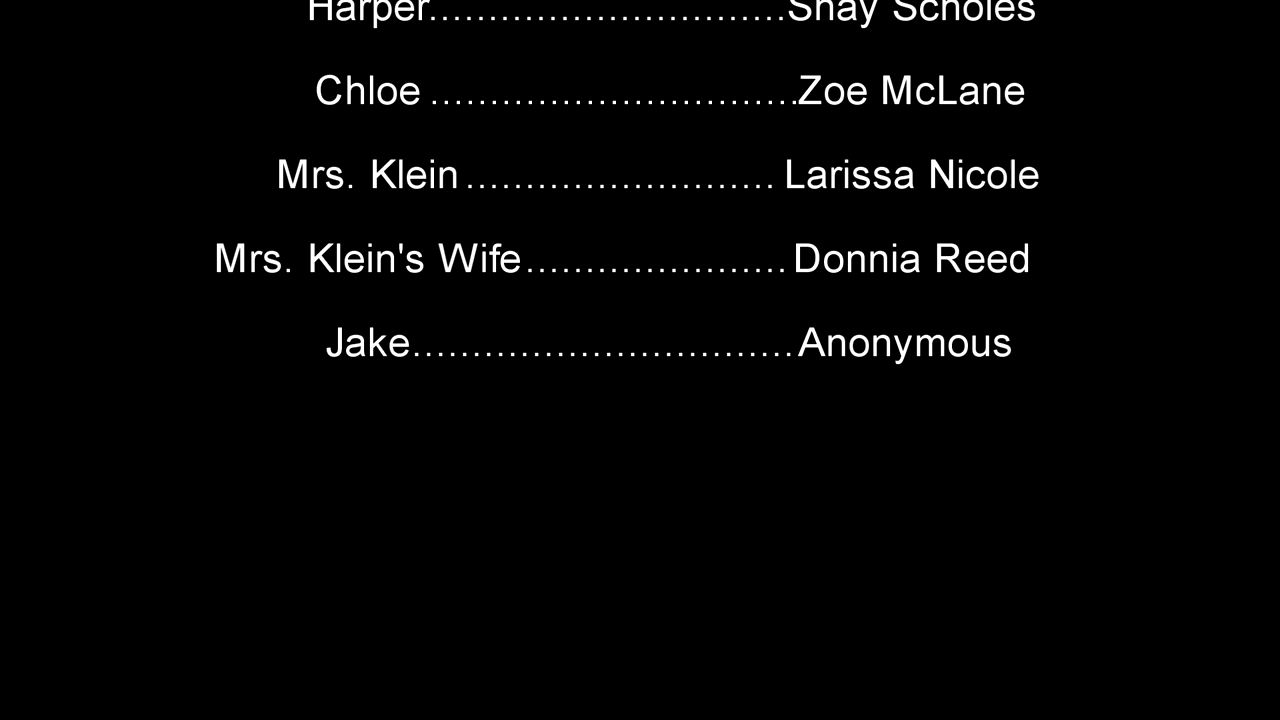 Harper..............................Shay Scholes
Chloe ...............................Zoe McLane
Mrs. Klein .......................... Larissa Nicole
Mrs. Klein's Wife...................... Donnia Reed
Jake................................Anonymous